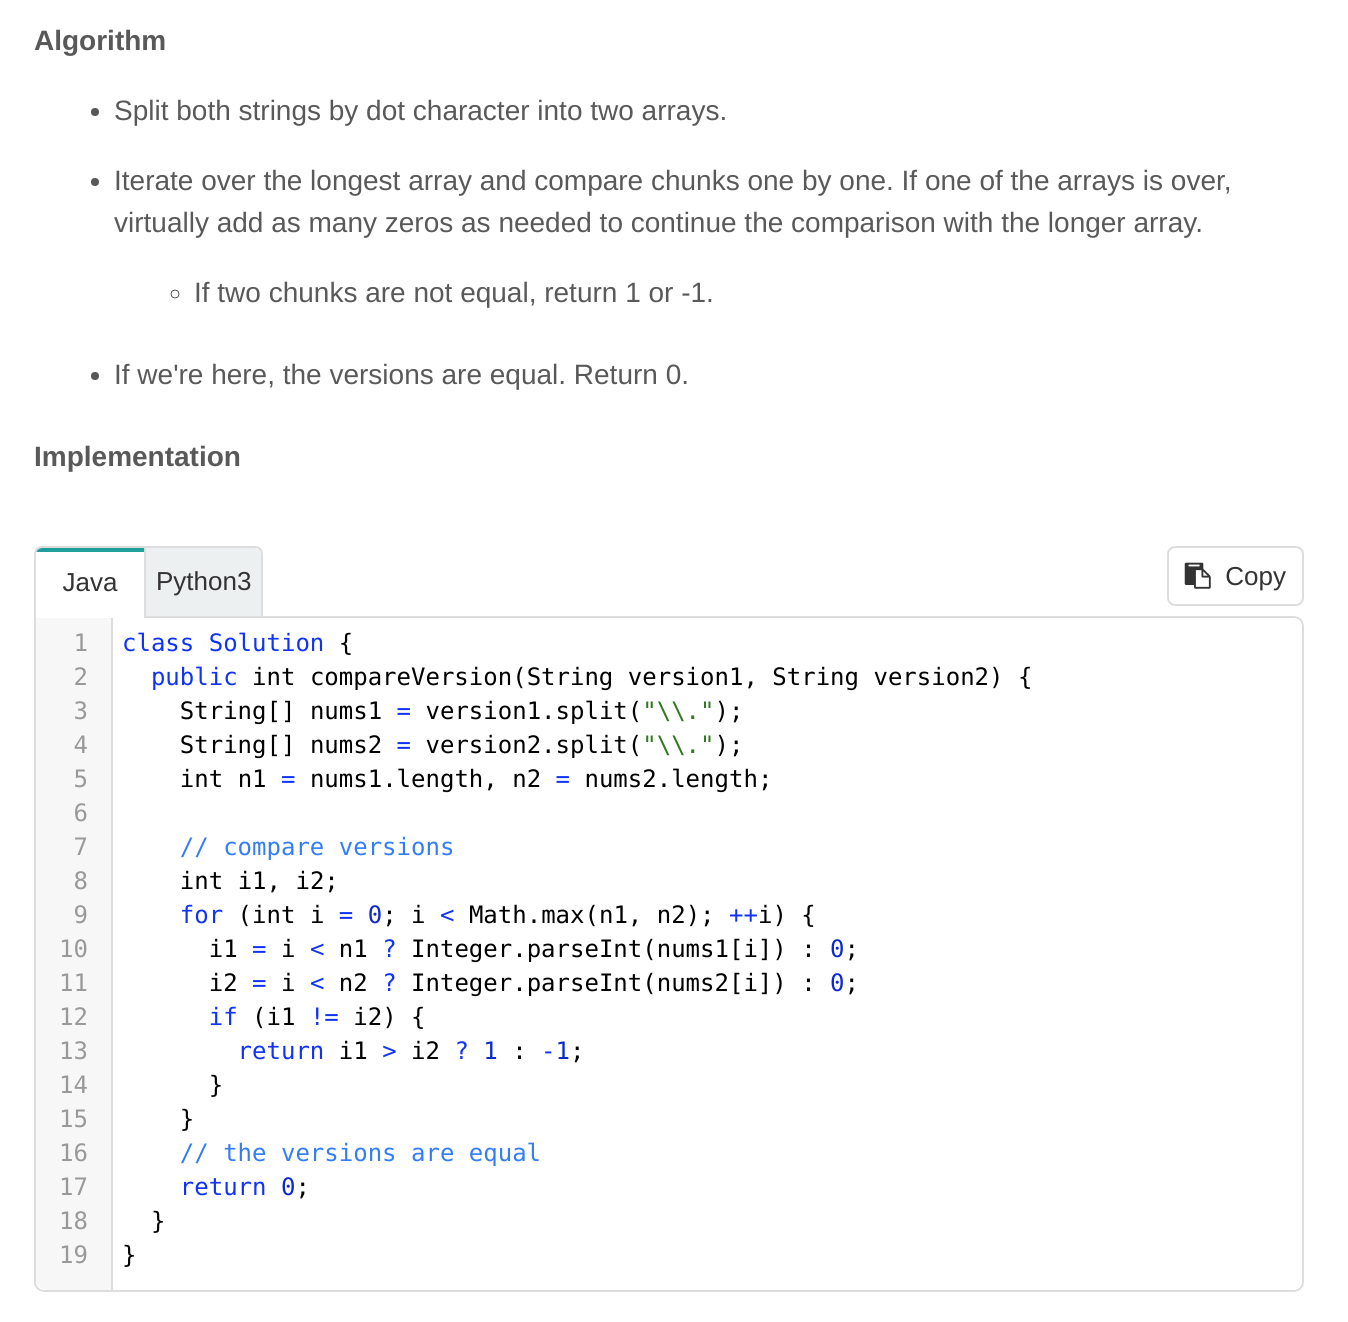 Algorithm
• Split both strings by dot character into two arrays.
• Iterate over the longest array and compare chunks one by one. If one of the arrays is over,
virtually add as many zeros as needed to continue the comparison with the longer array.
◦ If two chunks are not equal, return 1 or -1.
• If we're here, the versions are equal. Return 0.
Implementation
Java Python3 Copy
1 class Solution {
2   public int compareVersion(String version1, String version2) {
3     String[] nums1 = version1.split("\\.");
4     String[] nums2 = version2.split("\\.");
5     int n1 = nums1.length, n2 = nums2.length;
6
7     // compare versions
8     int i1, i2;
9     for (int i = 0; i < Math.max(n1, n2); ++i) {
10       i1 = i < n1 ? Integer.parseInt(nums1[i]) : 0;
11       i2 = i < n2 ? Integer.parseInt(nums2[i]) : 0;
12       if (i1 != i2) {
13         return i1 > i2 ? 1 : -1;
14       }
15     }
16     // the versions are equal
17     return 0;
18   }
19 }